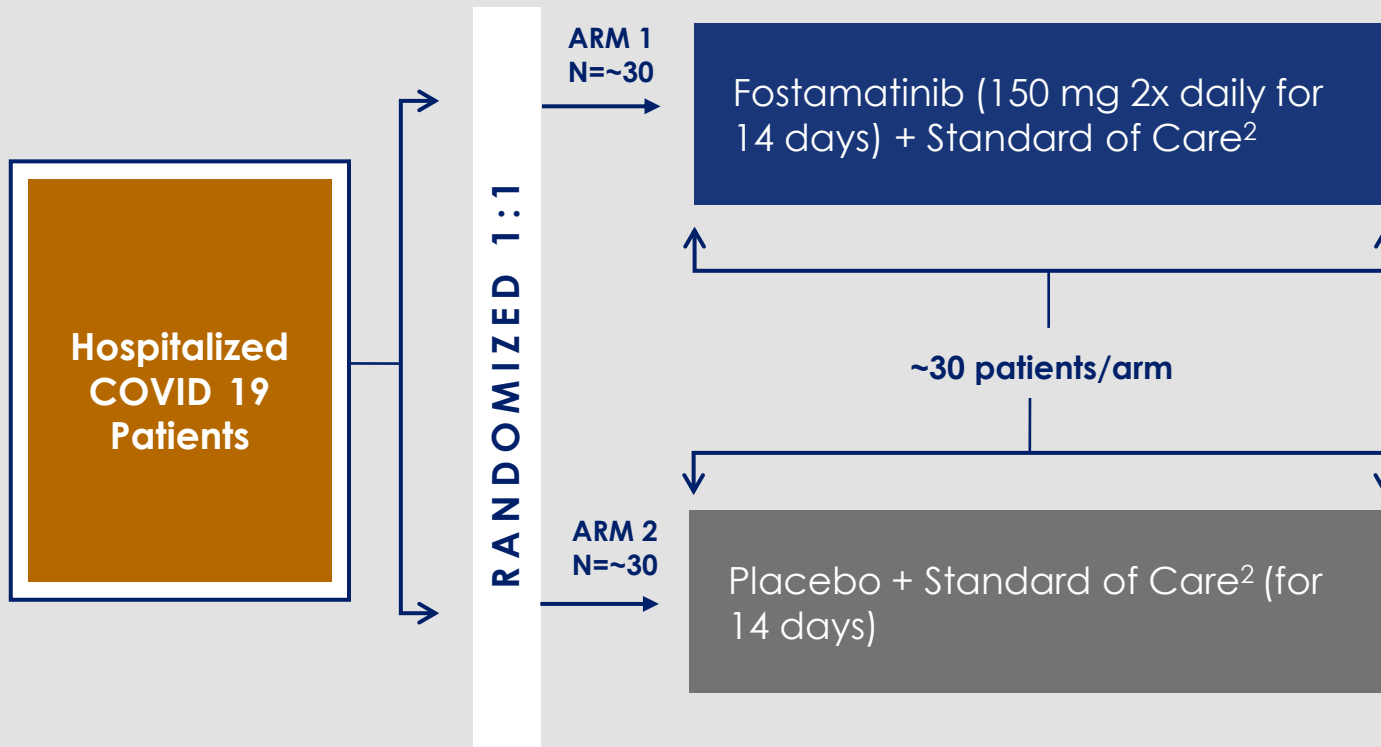 Hospitalized
COVID 19
Patients
RANDOMIZED 1:1
ARM 1
N=~30
Fostamatinib (150 mg 2x daily for
14 days) + Standard of Care²
~30 patients/arm
ARM 2
N=~30
Placebo + Standard of Care² (for
14 days)